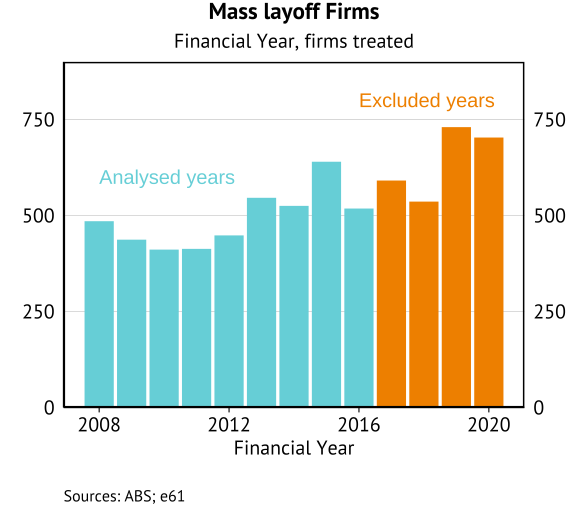 Mass layoff Firms
Financial Year, firms treated
Excluded years
Analysed years
750
750
500
500
250
250
0
0
2008
2012
2016
2020
Financial Year
Sources: ABS; e61